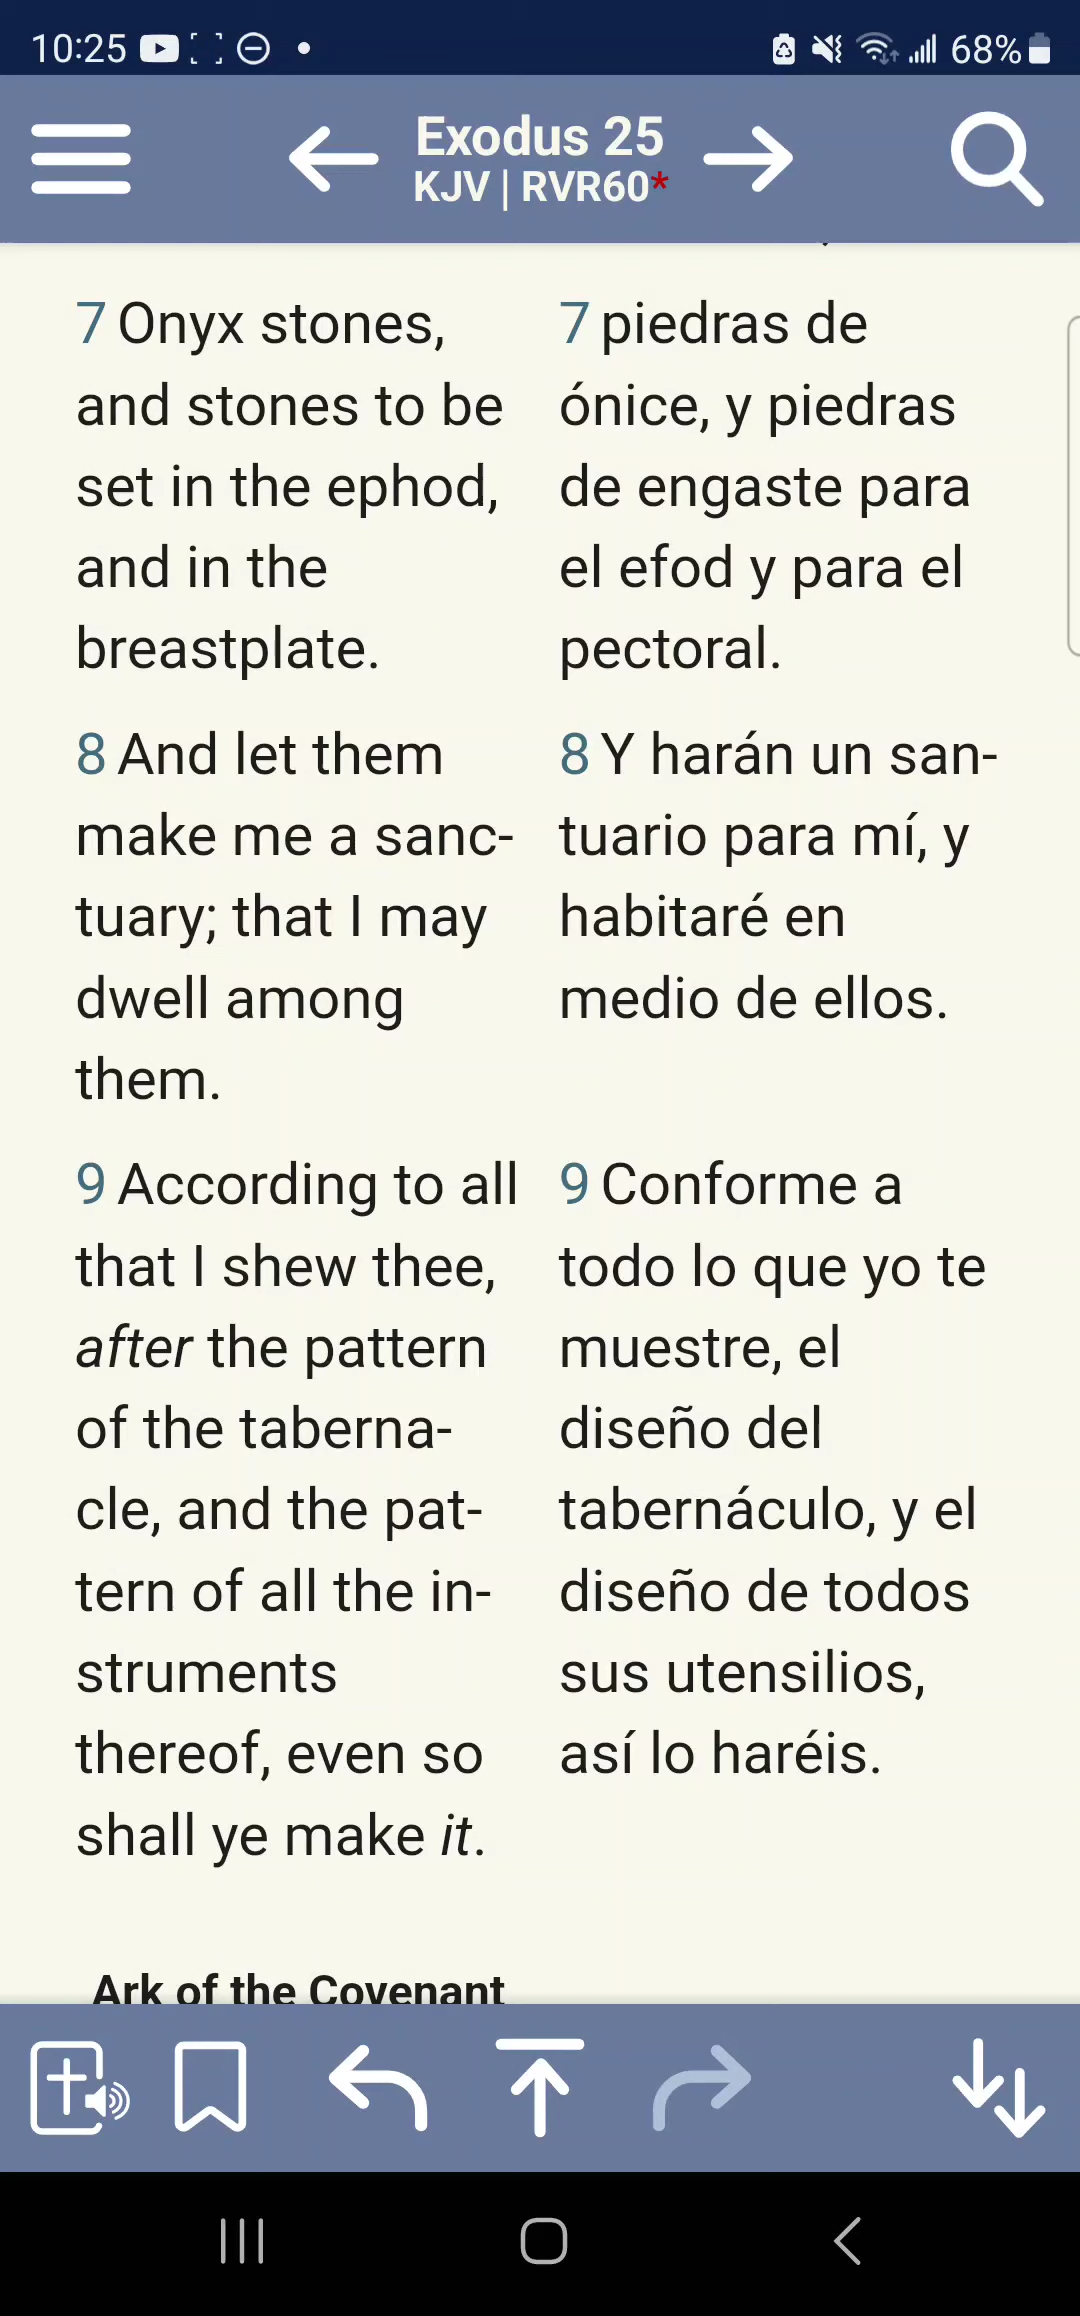 10:25
68%
Exodus 25
KJV | RVR60*
7 Onyx stones,
and stones to be
set in the ephod,
and in the
breastplate.
7 piedras de
ónice, y piedras
de engaste para
el efod y para el
pectoral.
8 And let them
make me a sanc-
tuary; that I may
dwell among
them.
8 Y harán un san-
tuario para mí, y
habitaré en
medio de ellos.
9 According to all
that I shew thee,
after the pattern
of the taberna-
cle, and the pat-
tern of all the in-
struments
thereof, even so
shall ye make it.
9 Conforme a
todo lo que yo te
muestre, el
diseño del
tabernáculo, y el
diseño de todos
sus utensilios,
así lo haréis.
Ark of the Covenant